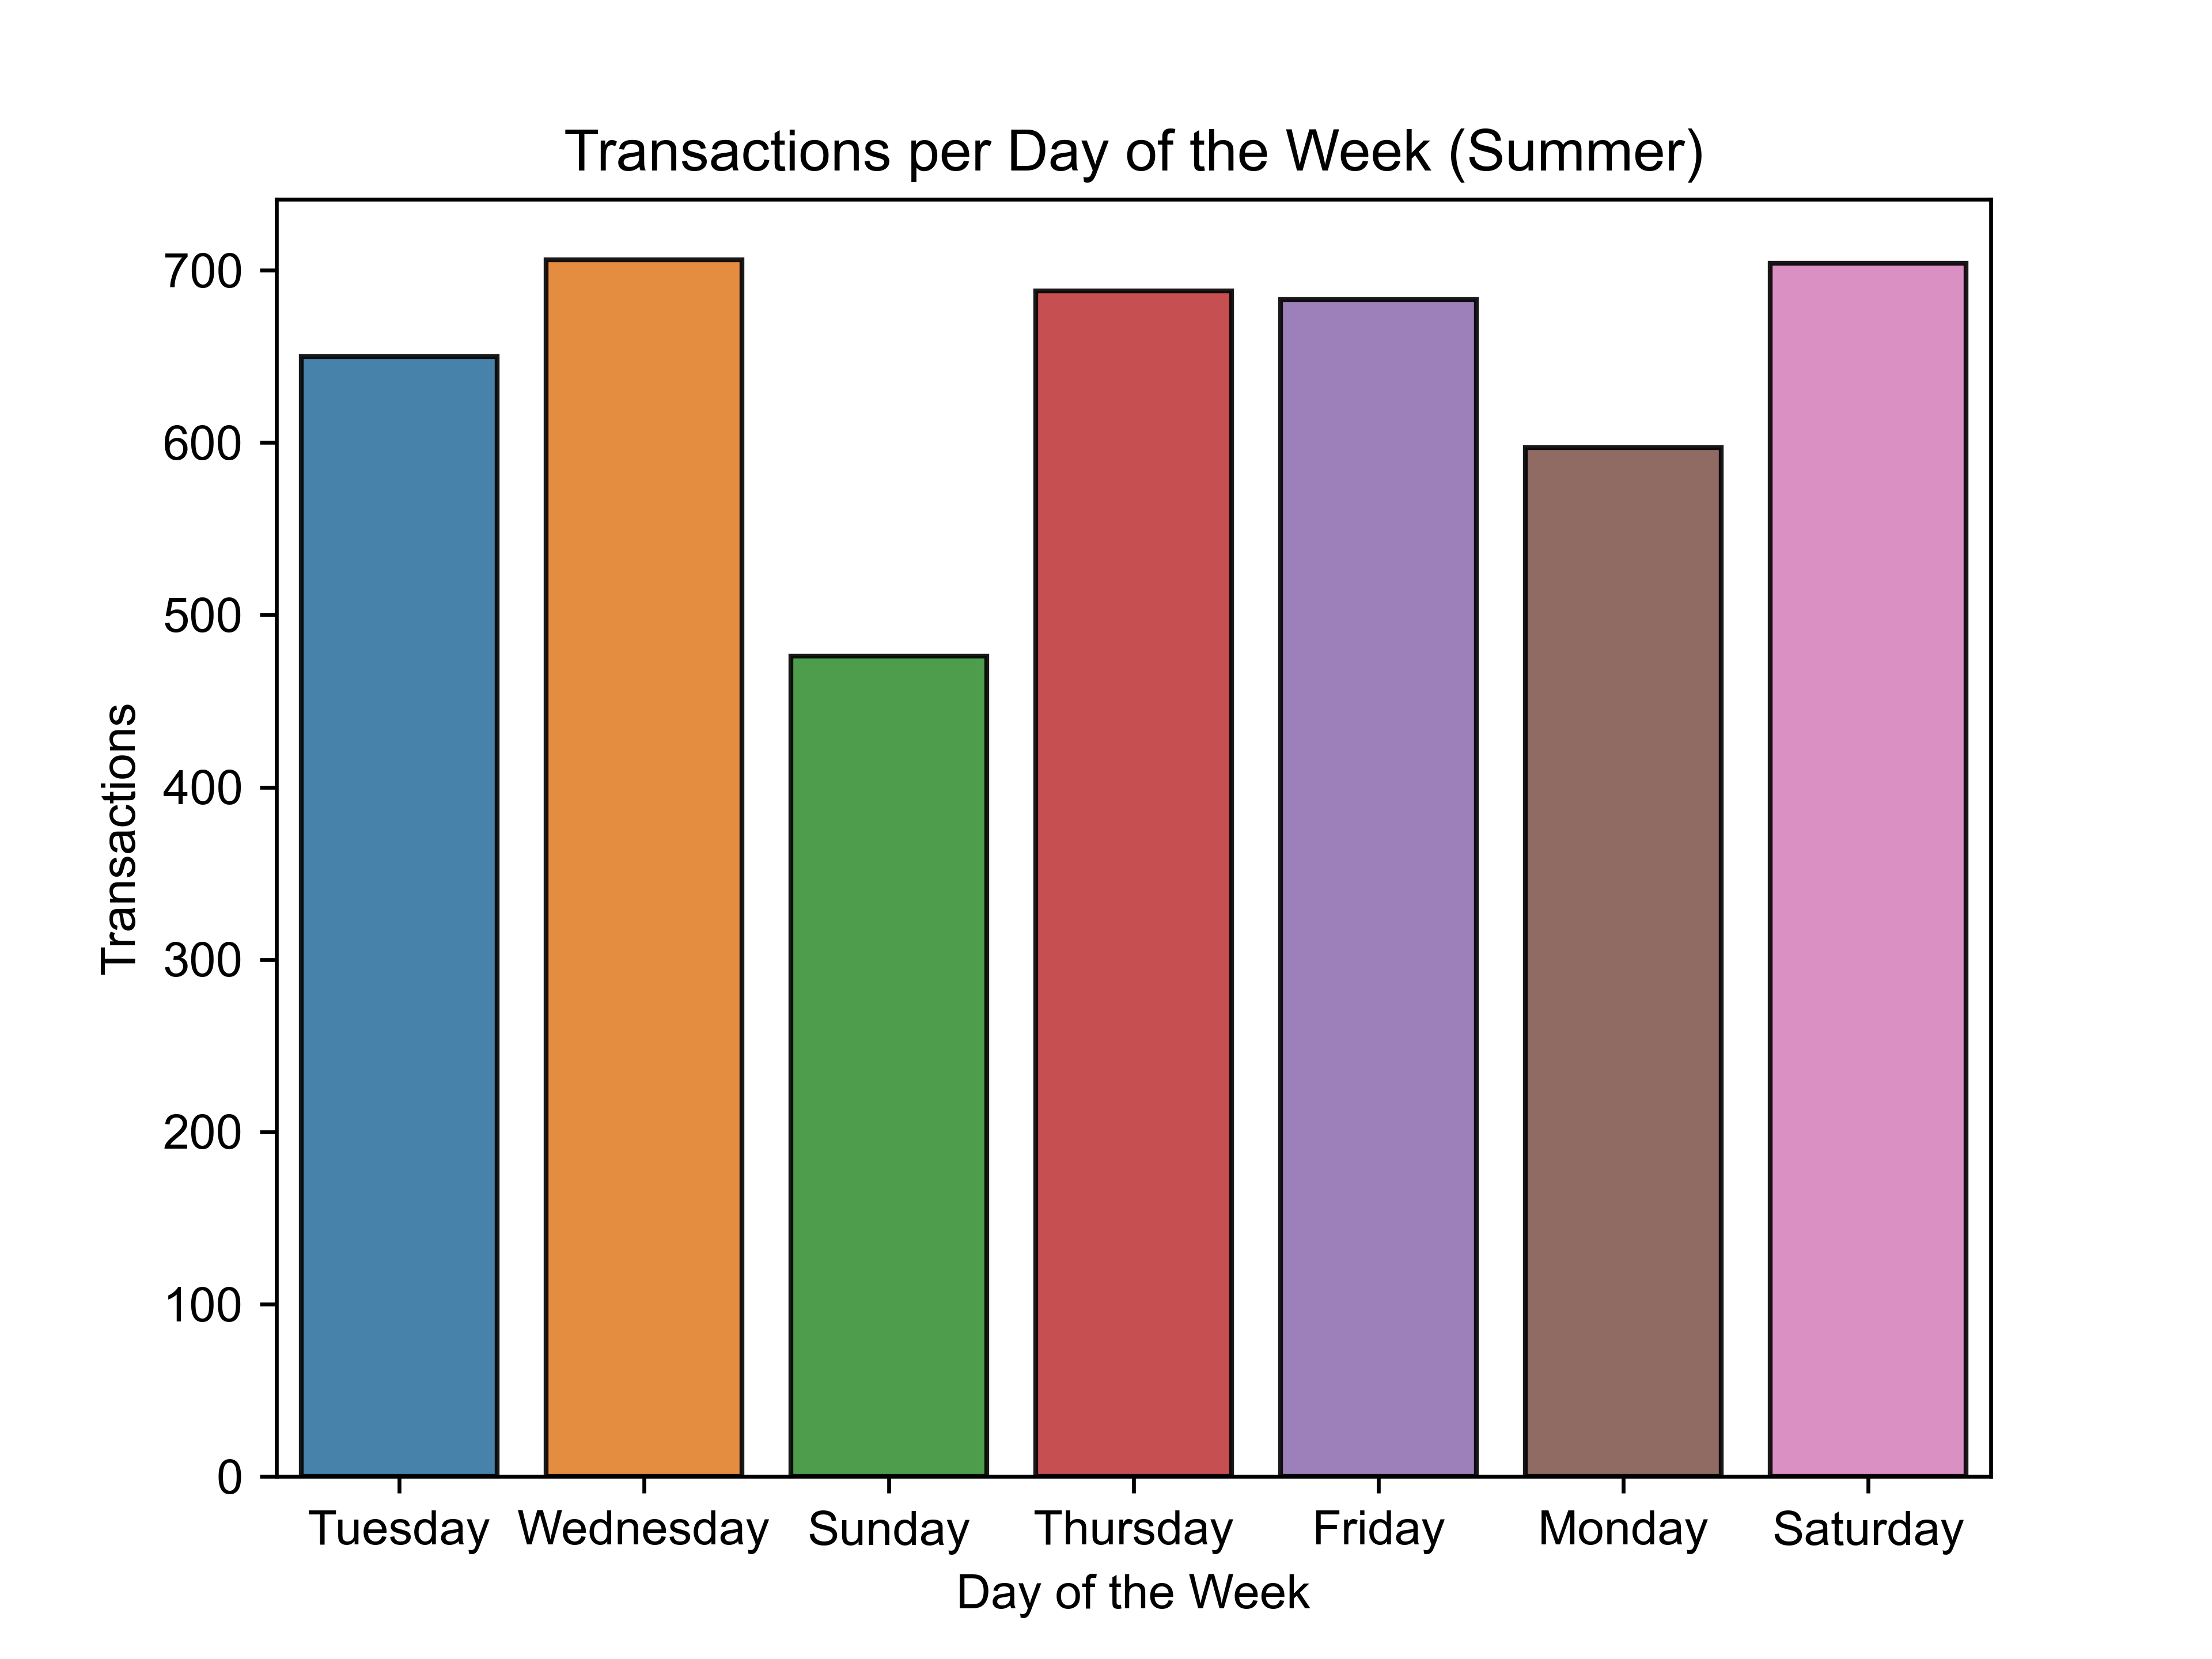 Transactions per Day of the Week (Summer)
700
600
500
400
300
200
100
0
Transactions
Tuesday Wednesday Sunday Thursday Friday Monday Saturday
Day of the Week